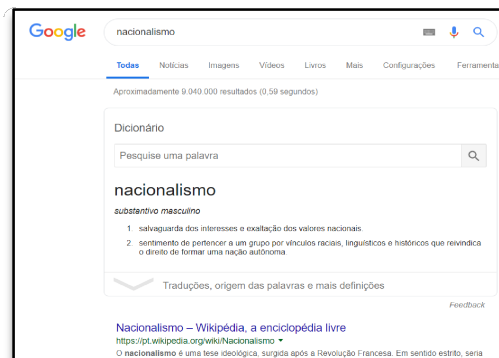 Google
nacionalismo
Todas Notícias Imagens Vídeos Livros Mais Configurações Ferramenta
Aproximadamente 9.040.000 resultados (0,59 segundos)
Dicionário
Pesquise uma palavra
nacionalismo
substantivo masculino
1. salvaguarda dos interesses e exaltação dos valores nacionais.
2. sentimento de pertencer a um grupo por vínculos raciais, linguísticos e históricos que reivindica
o direito de formar uma nação autônoma.
Traduções, origem das palavras e mais definições
Feedback
Nacionalismo – Wikipédia, a enciclopédia livre
https://pt.wikipedia.org/wiki/Nacionalismo
O nacionalismo é uma tese ideológica, surgida após a Revolução Francesa. Em sentido estrito, seria